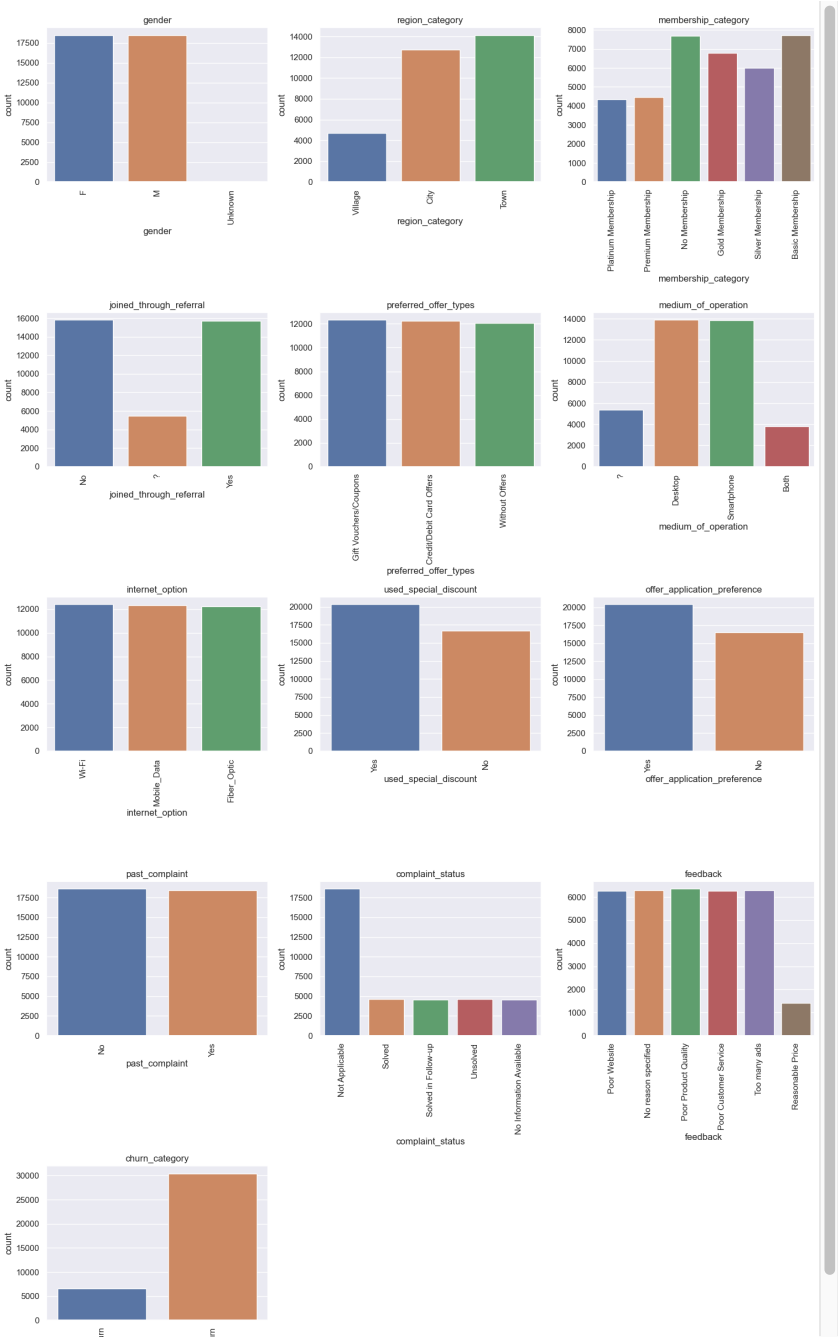 gender
17500
15000
12500
10000
7500
5000
2500
0
count
F
M
Unknown
gender
region_category
14000
12000
10000
8000
6000
4000
2000
0
count
Village
City
Town
region_category
membership_category
8000
7000
6000
5000
4000
3000
2000
1000
0
count
Platinum Membership
Premium Membership
No Membership
Gold Membership
Silver Membership
Basic Membership
membership_category
joined_through_referral
16000
14000
12000
10000
8000
6000
4000
2000
0
count
No
?
Yes
joined_through_referral
preferred_offer_types
12000
10000
8000
6000
4000
2000
0
count
Gift Vouchers/Coupons
Credit/Debit Card Offers
Without Offers
preferred_offer_types
medium_of_operation
14000
12000
10000
8000
6000
4000
2000
0
count
?
Desktop
Smartphone
Both
medium_of_operation
internet_option
12000
10000
8000
6000
4000
2000
0
count
Wi-Fi
Mobile_Data
Fiber_Optic
internet_option
used_special_discount
20000
17500
15000
12500
10000
7500
5000
2500
0
count
Yes
No
used_special_discount
offer_application_preference
20000
17500
15000
12500
10000
7500
5000
2500
0
count
Yes
No
offer_application_preference
past_complaint
17500
15000
12500
10000
7500
5000
2500
0
count
No
Yes
past_complaint
complaint_status
17500
15000
12500
10000
7500
5000
2500
0
count
Not Applicable
Solved
Solved in Follow-up
Unsolved
No Information Available
complaint_status
feedback
6000
5000
4000
3000
2000
1000
0
count
Poor Website
No reason specified
Poor Product Quality
Poor Customer Service
Too many ads
Reasonable Price
feedback
churn_category
30000
25000
20000
15000
10000
5000
0
count